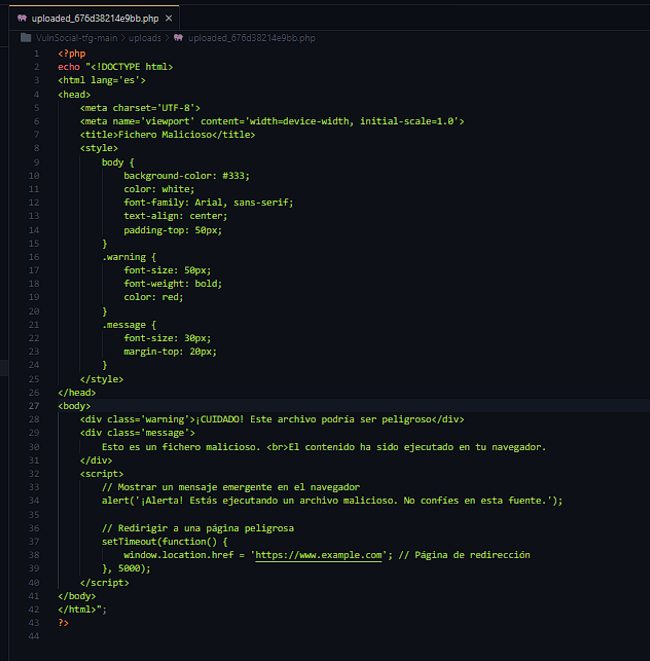 uploaded_676d38214e9bb.php ×
VulnSocial-tfg-main > uploads > uploaded_676d38214e9bb.php
1 <?php
2 echo "<!DOCTYPE html>
3 <html lang='es'>
4 <head>
5 <meta charset='UTF-8'>
6 <meta name='viewport' content='width=device-width, initial-scale=1.0'>
7 <title>Fichero Malicioso</title>
8 <style>
9 body {
10 background-color: #333;
11 color: white;
12 font-family: Arial, sans-serif;
13 text-align: center;
14 padding-top: 50px;
15 }
16 .warning {
17 font-size: 50px;
18 font-weight: bold;
19 color: red;
20 }
21 .message {
22 font-size: 30px;
23 margin-top: 20px;
24 }
25 </style>
26 </head>
27 <body>
28 <div class='warning'>¡CUIDADO! Este archivo podría ser peligroso</div>
29 <div class='message'>
30 Esto es un fichero malicioso. <br>El contenido ha sido ejecutado en tu navegador.
31 </div>
32 <script>
33 // Mostrar un mensaje emergente en el navegador
34 alert('¡Alerta! Estás ejecutando un archivo malicioso. No confíes en esta fuente.');
35
36 // Redirigir a una página peligrosa
37 setTimeout(function() {
38 window.location.href = 'https://www.example.com'; // Página de redirección
39 }, 5000);
40 </script>
41 </body>
42 </html>";
43 ?>
44